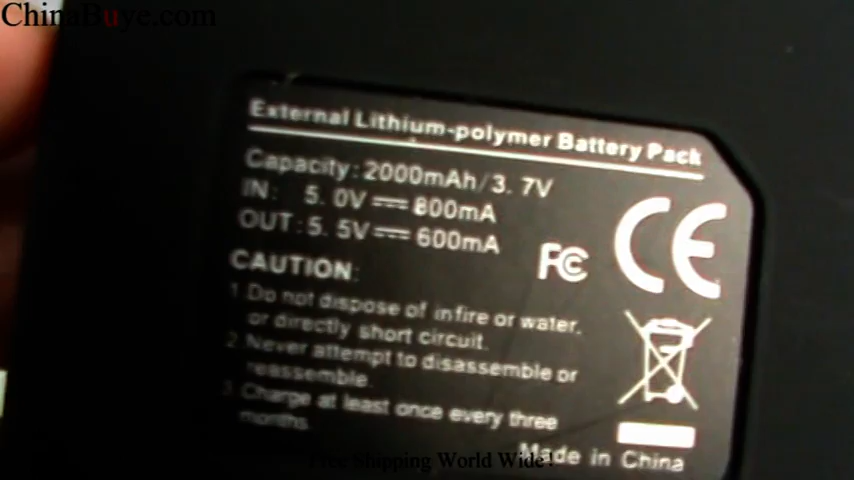 ChinaBuye.com
External Lithium-polymer Battery Pack
Capacity: 2000mAh/3. 7V
IN: 5. 0V⎓800mA
OUT: 5. 5V⎓600mA
FC
CE
CAUTION:
1.Do not dispose of in fire or water,
or directly short circuit.
2.Never attempt to disassemble or
reassemble.
3.Charge at least once every three
months.
Made in China
Free Shipping World Wide!